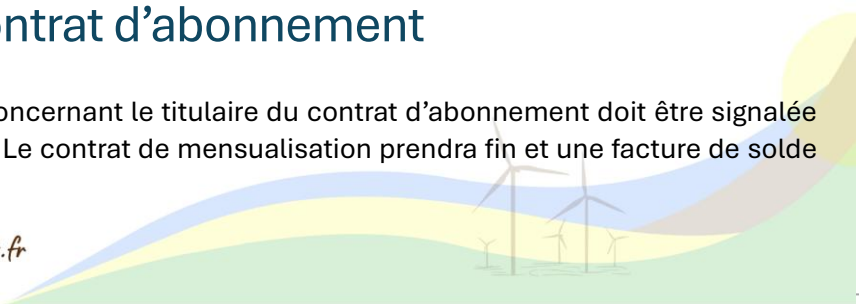 ontrat d’abonnement
oncernant le titulaire du contrat d’abonnement doit être signalée
Le contrat de mensualisation prendra fin et une facture de solde
.fr